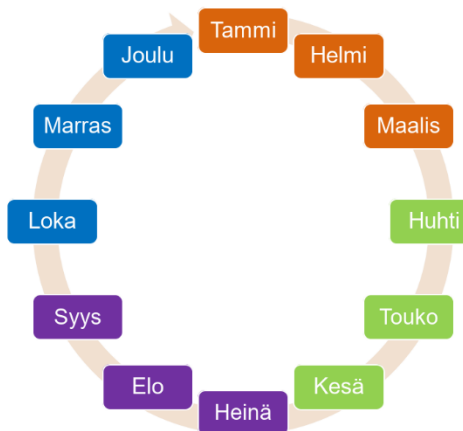 Tammi
Helmi
Maalis
Huhti
Touko
Kesä
Heinä
Elo
Syys
Loka
Marras
Joulu